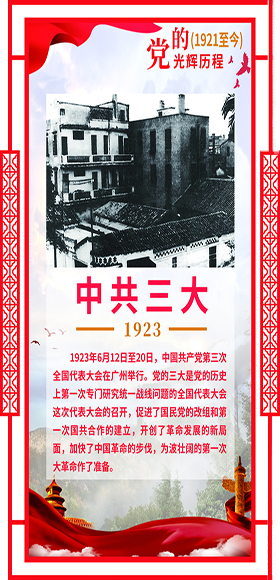 党的(1921至今)
光辉历程
中共三大
1923
1923年6月12日至20日，中国共产党第三次
全国代表大会在广州举行。党的三大是党的历史
上第一次专门研究统一战线问题的全国代表大会
这次代表大会的召开，促进了国民党的改组和第
一次国共合作的建立，开创了革命发展的新局
面，加快了中国革命的步伐，为波壮阔的第一次
大革命作了准备。